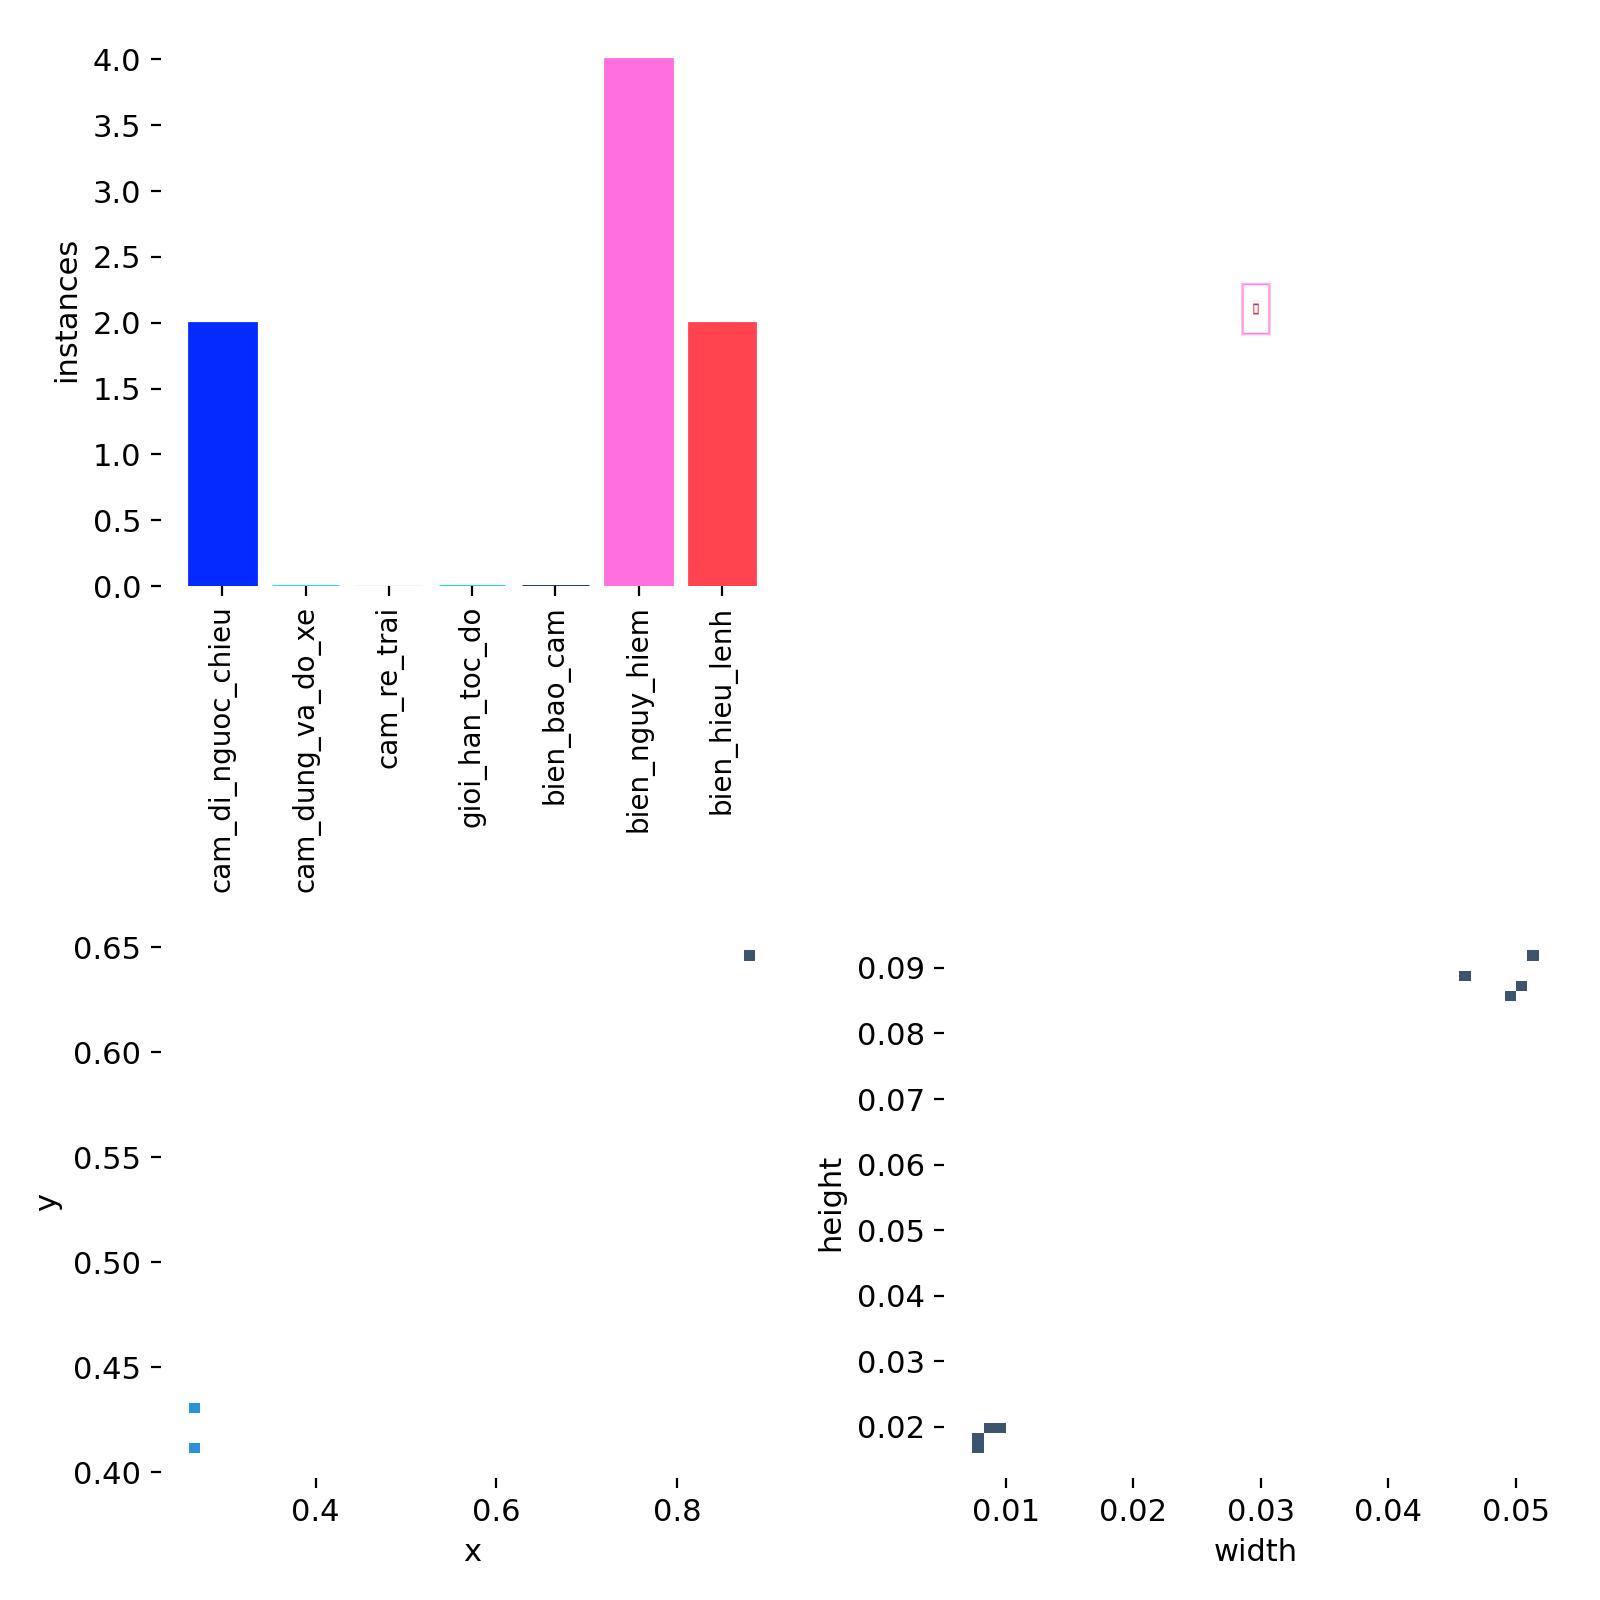 4.0
3.5
3.0
2.5
2.0
1.5
1.0
0.5
0.0
instances
cam_di_nguoc_chieu
cam_dung_va_do_xe
cam_re_trai
gioi_han_toc_do
bien_bao_cam
bien_nguy_hiem
bien_hieu_lenh
0.65
0.60
0.55
0.50
0.45
0.40
y
0.4 0.6 0.8
x
0.09
0.08
0.07
0.06
0.05
0.04
0.03
0.02
height
0.01 0.02 0.03 0.04 0.05
width